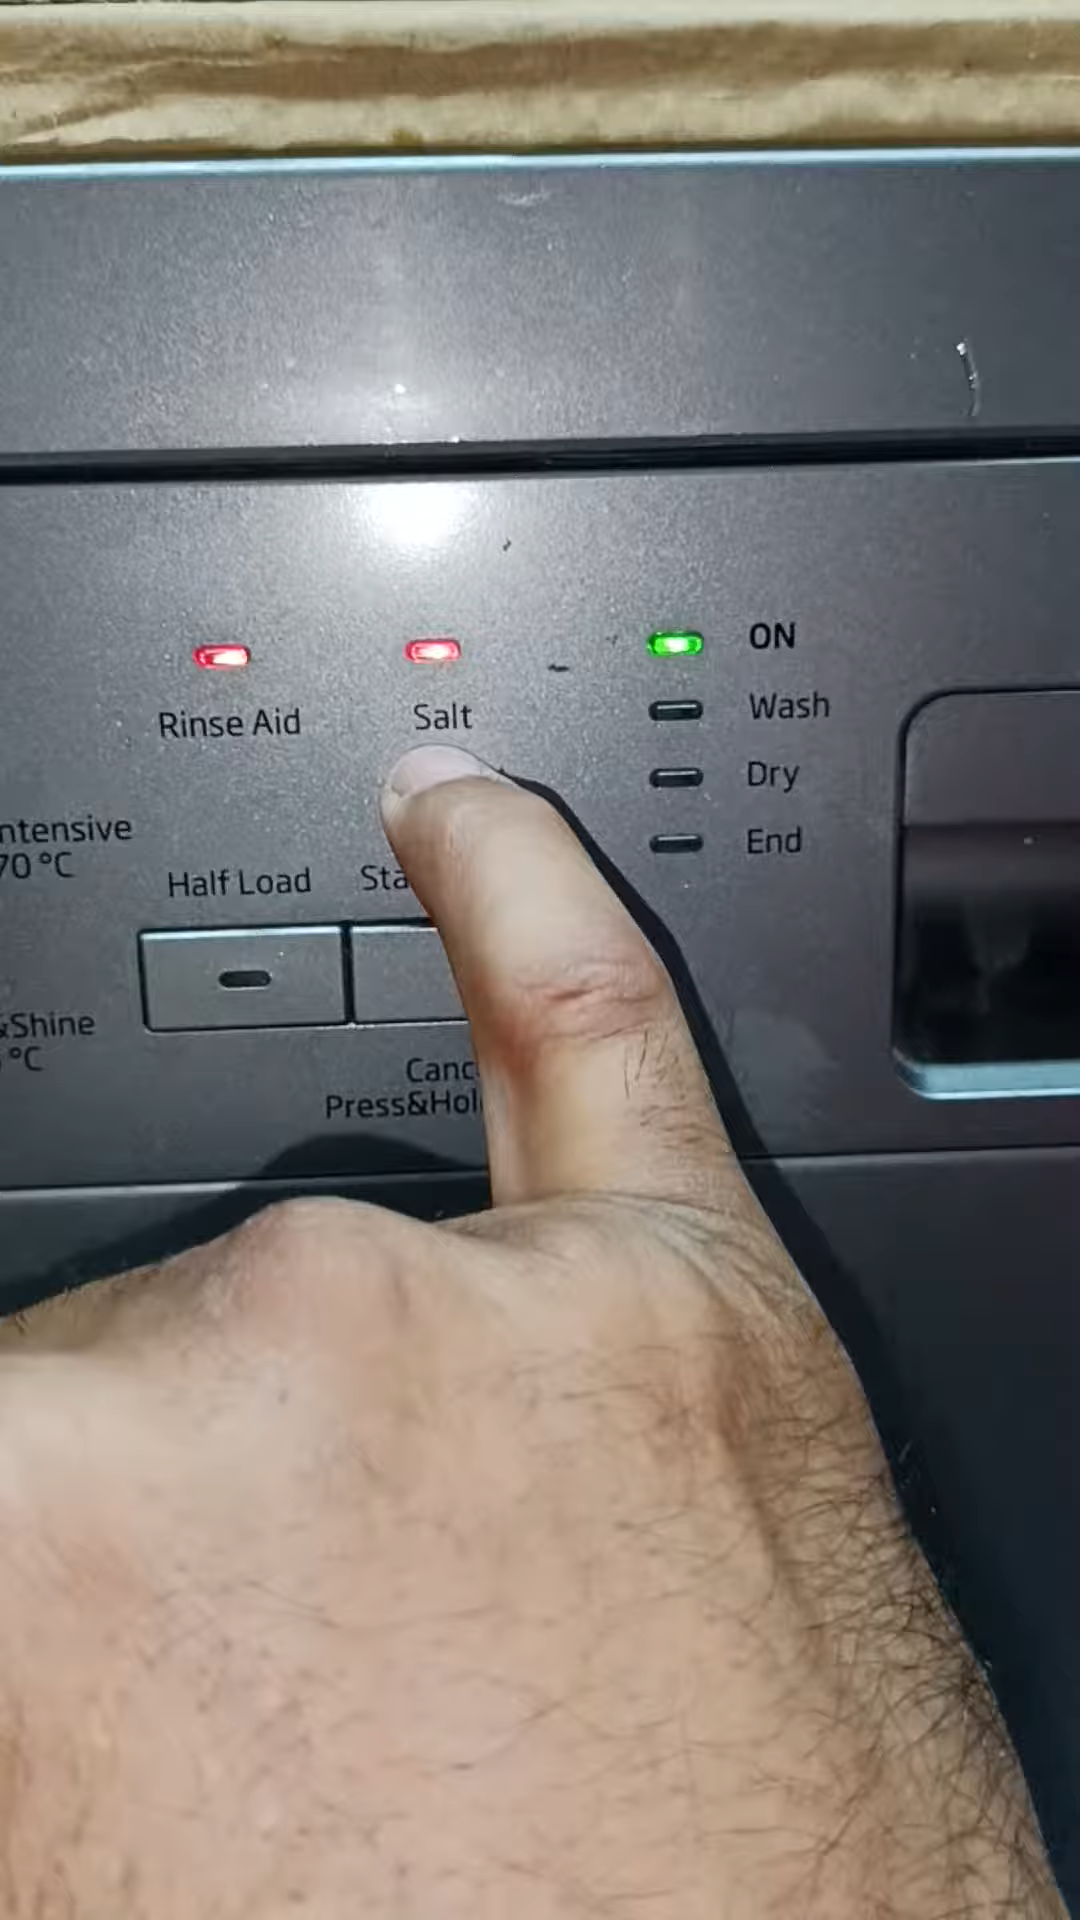 ON
Rinse Aid
Salt
Wash
Dry
ntensive
70 °C
End
Half Load
Sta
&Shine
°C
Canc
Press&Hol